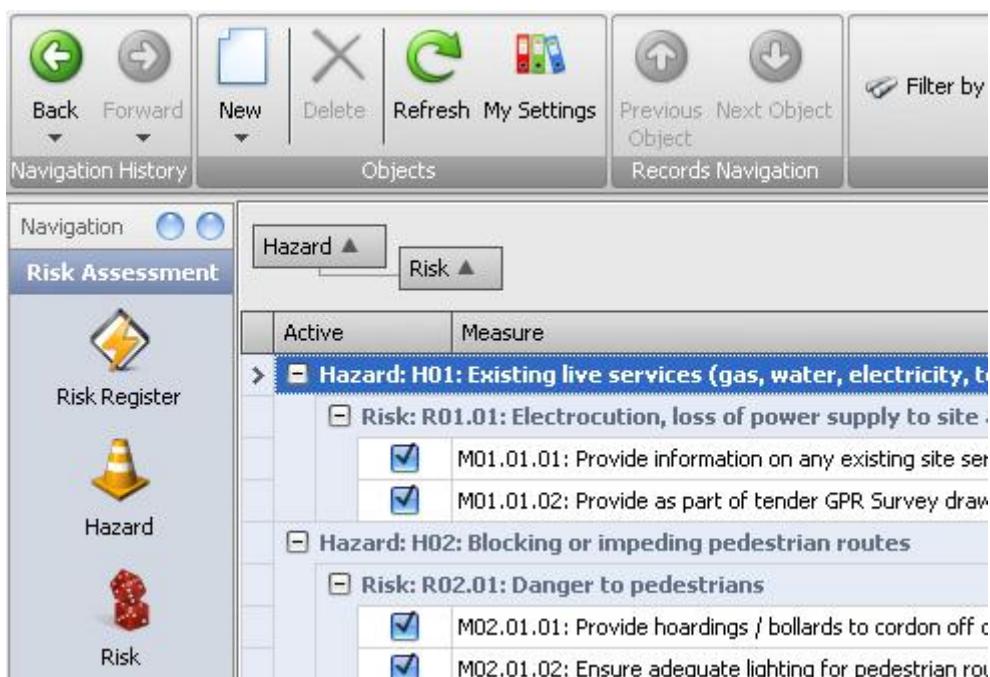 Back Forward New Delete Refresh My Settings Previous Object Next Object Filter by
Navigation History Objects Records Navigation
Navigation
Risk Assessment
Risk Register
Hazard
Risk
Hazard
Risk
Active Measure
Hazard: H01: Existing live services (gas, water, electricity,
Risk: R01.01: Electrocution, loss of power supply to site
M01.01.01: Provide information on any existing site
M01.01.02: Provide as part of tender GPR Survey
Hazard: H02: Blocking or impeding pedestrian routes
Risk: R02.01: Danger to pedestrians
M02.01.01: Provide hoardings / bollards to cordon off
M02.01.02: Ensure adequate lighting for pedestrian